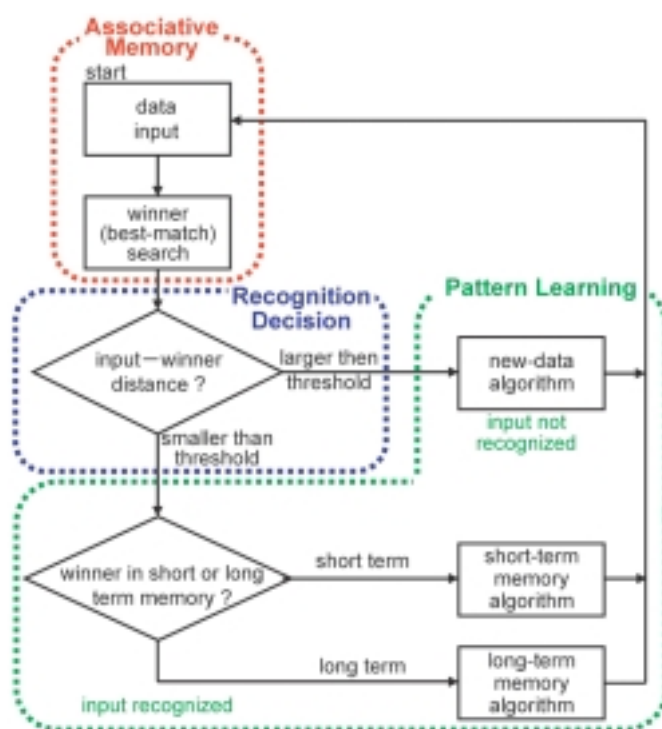 Associative
Memory
start
data
input
winner
(best-match)
search
Recognition
Decision
Pattern Learning
input－winner
distance ?
larger then
threshold
new-data
algorithm
input not
recognized
smaller than
threshold
winner in short or long
term memory ?
short term
short-term
memory
algorithm
long term
long-term
memory
algorithm
input recognized